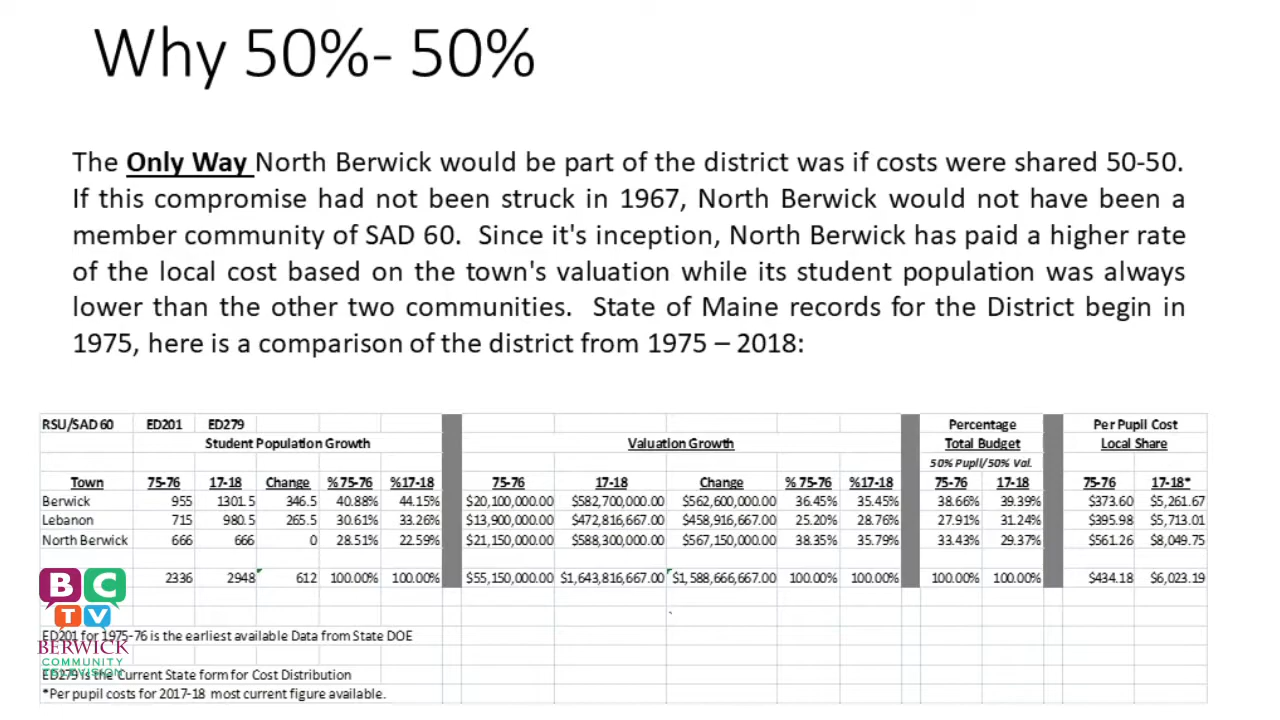 Why 50%- 50%
The Only Way North Berwick would be part of the district was if costs were shared 50-50.
If this compromise had not been struck in 1967, North Berwick would not have been a
member community of SAD 60. Since it's inception, North Berwick has paid a higher rate
of the local cost based on the town's valuation while its student population was always
lower than the other two communities. State of Maine records for the District begin in
1975, here is a comparison of the district from 1975 – 2018:
RSU/SAD 60 ED201 ED279 Percentage Per Pupil Cost
Student Population Growth Valuation Growth Total Budget Local Share
50% Pupil/50% Val.
Town 75-76 17-18 Change % 75-76 %17-18 75-76 17-18 Change % 75-76 %17-18 75-76 17-18 75-76 17-18*
Berwick 955 1301.5 346.5 40.88% 44.15% $20,100,000.00 $582,700,000.00 $562,600,000.00 36.45% 35.45% 38.66% 39.39% $373.60 $5,261.67
Lebanon 715 980.5 265.5 30.61% 33.26% $13,900,000.00 $472,816,667.00 $458,916,667.00 25.20% 28.76% 27.91% 31.24% $395.98 $5,713.01
North Berwick 666 666 0 28.51% 22.59% $21,150,000.00 $588,300,000.00 $567,150,000.00 38.35% 35.79% 33.43% 29.37% $561.26 $8,049.75
2336 2948 612 100.00% 100.00% $55,150,000.00 $1,643,816,667.00 $1,588,666,667.00 100.00% 100.00% 100.00% 100.00% $434.18 $6,023.19
BC
TV
ED201 for 1975-76 is the earliest available Data from State DOE
BERWICK
COMMUNITY
TELEVISION
ED279 is the Current State form for Cost Distribution
*Per pupil costs for 2017-18 most current figure available.